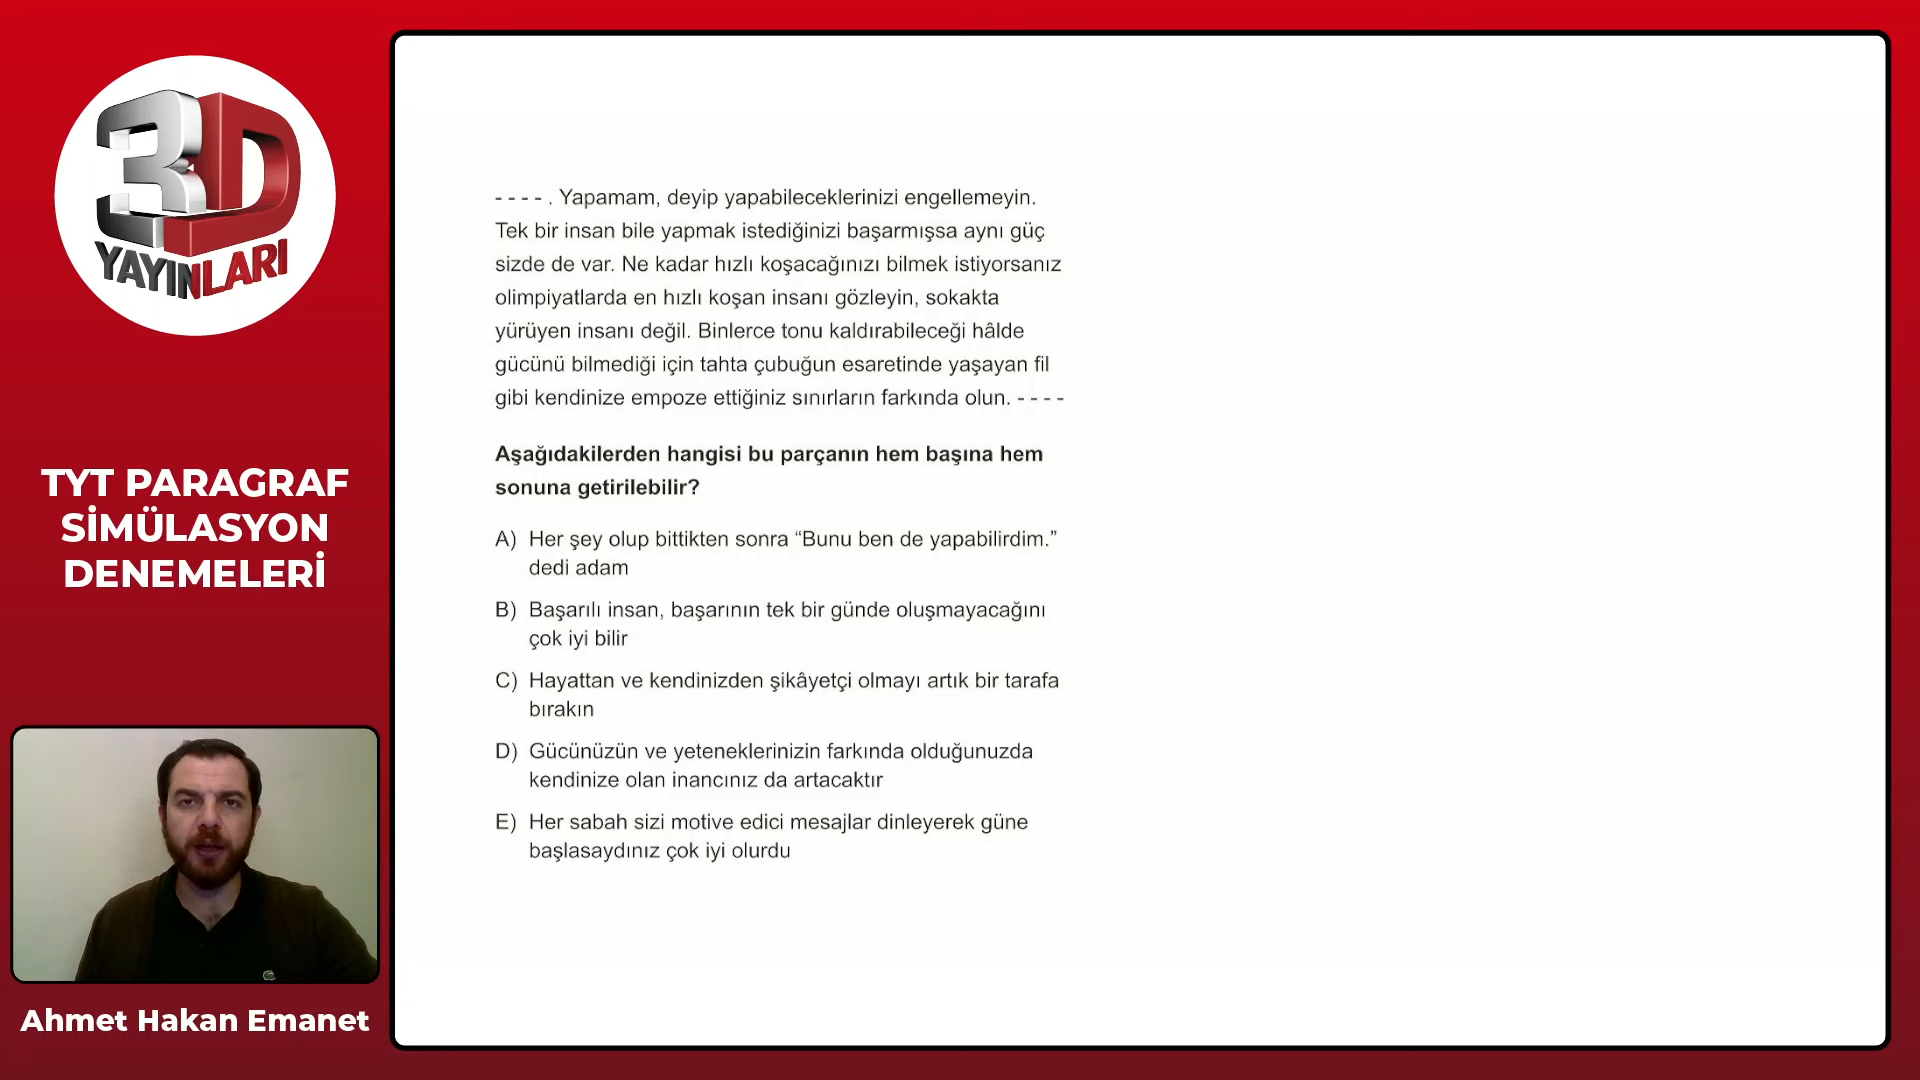 3D
YAYINLARI
TYT PARAGRAF
SİMÜLASYON
DENEMELERİ
Ahmet Hakan Emanet
- - - - . Yapamam, deyip yapabileceklerinizi engellemeyin.
Tek bir insan bile yapmak istediğinizi başarmışsa aynı güç
sizde de var. Ne kadar hızlı koşacağınızı bilmek istiyorsanız
olimpiyatlarda en hızlı koşan insanı gözleyin, sokakta
yürüyen insanı değil. Binlerce tonu kaldırabileceği hâlde
gücünü bilmediği için tahta çubuğun esaretinde yaşayan fil
gibi kendinize empoze ettiğiniz sınırların farkında olun. - - - -
Aşağıdakilerden hangisi bu parçanın hem başına hem
sonuna getirilebilir?
A) Her şey olup bittikten sonra “Bunu ben de yapabilirdim.”
dedi adam
B) Başarılı insan, başarının tek bir günde oluşmayacağını
çok iyi bilir
C) Hayattan ve kendinizden şikâyetçi olmayı artık bir tarafa
bırakın
D) Gücünüzün ve yeteneklerinizin farkında olduğunuzda
kendinize olan inancınız da artacaktır
E) Her sabah sizi motive edici mesajlar dinleyerek güne
başlasaydınız çok iyi olurdu